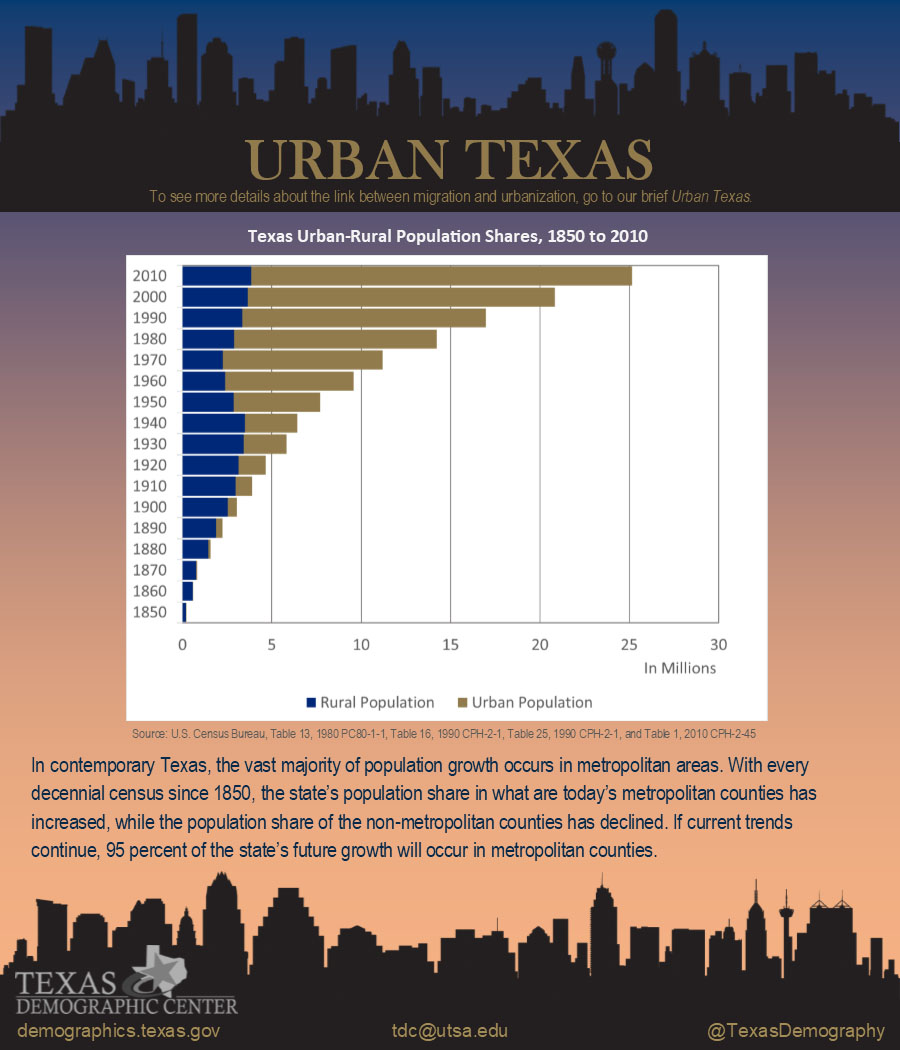 URBAN TEXAS
To see more details about the link between migration and urbanization, go to our brief Urban Texas.
Texas Urban-Rural Population Shares, 1850 to 2010
2010
2000
1990
1980
1970
1960
1950
1940
1930
1920
1910
1900
1890
1880
1870
1860
1850
0 5 10 15 20 25 30
In Millions
Rural Population Urban Population
Source: U.S. Census Bureau, Table 13, 1980 PC80-1-1, Table 16, 1990 CPH-2-1, Table 25, 1990 CPH-2-1, and Table 1, 2010 CPH-2-45
In contemporary Texas, the vast majority of population growth occurs in metropolitan areas. With every
decennial census since 1850, the state’s population share in what are today’s metropolitan counties has
increased, while the population share of the non-metropolitan counties has declined. If current trends
continue, 95 percent of the state’s future growth will occur in metropolitan counties.
TEXAS
DEMOGRAPHIC CENTER
demographics.texas.gov tdc@utsa.edu @TexasDemography